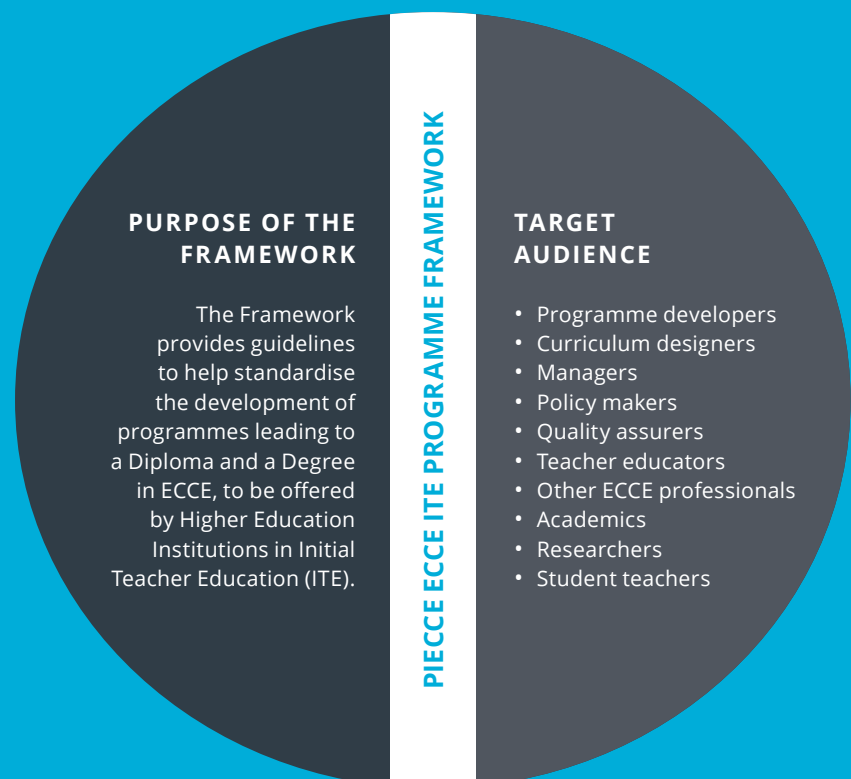 PURPOSE OF THE
FRAMEWORK
The Framework
provides guidelines
to help standardise
the development of
programmes leading to
a Diploma and a Degree
in ECCE, to be offered
by Higher Education
Institutions in Initial
Teacher Education (ITE).
PIECCE ECCE ITE PROGRAMME FRAMEWORK
TARGET
AUDIENCE
• Programme developers
• Curriculum designers
• Managers
• Policy makers
• Quality assurers
• Teacher educators
• Other ECCE professionals
• Academics
• Researchers
• Student teachers